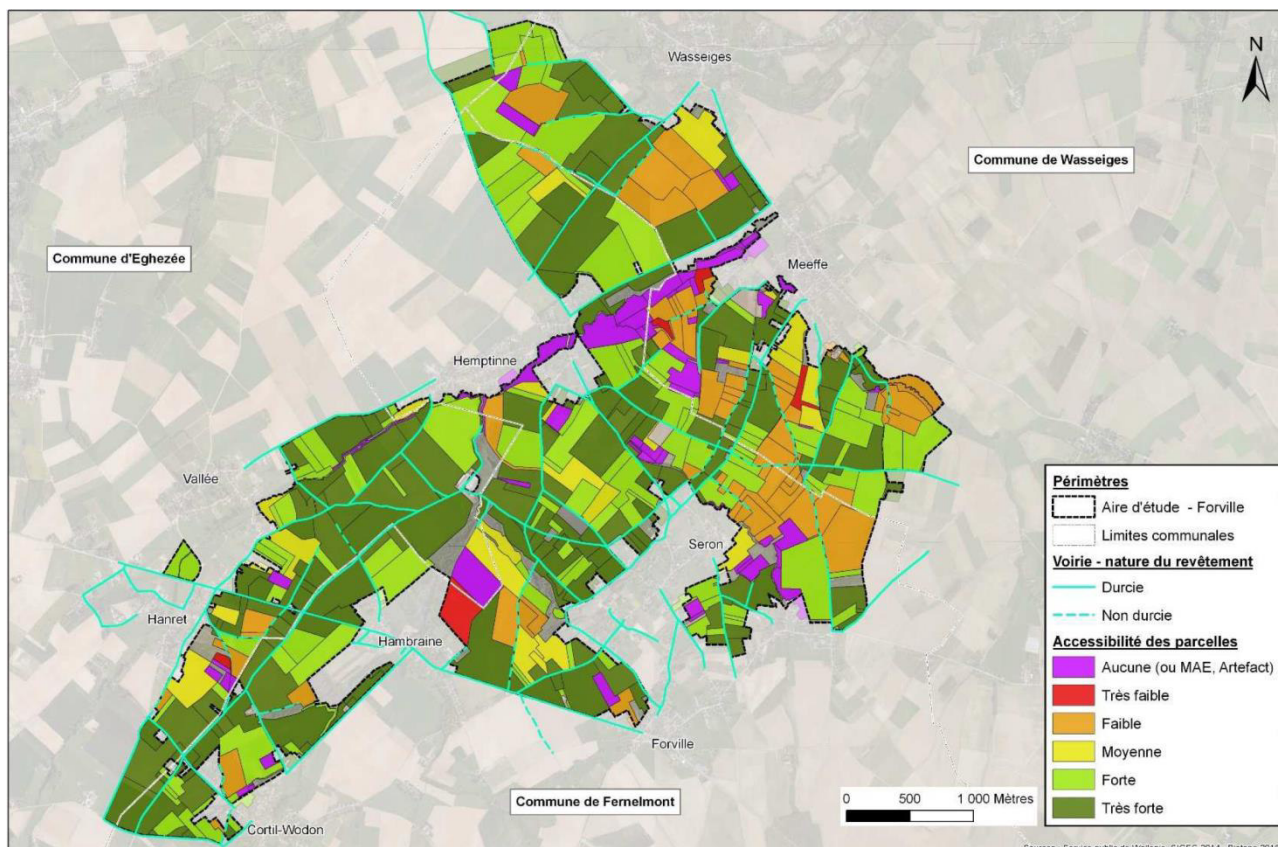 Wasseiges
N
Commune de Wasseiges
Commune d'Eghezée
Meeffe
Hemptinne
Vallée
Seron
Hanret
Hambraine
Forville
Commune de Fernelmont
Cortil-Wodon
0 500 1 000 Mètres
Périmètres
Aire d'étude - Forville
Limites communales
Voirie - nature du revêtement
Durcie
Non durcie
Accessibilité des parcelles
Aucune (ou MAE, Artefact)
Très faible
Faible
Moyenne
Forte
Très forte